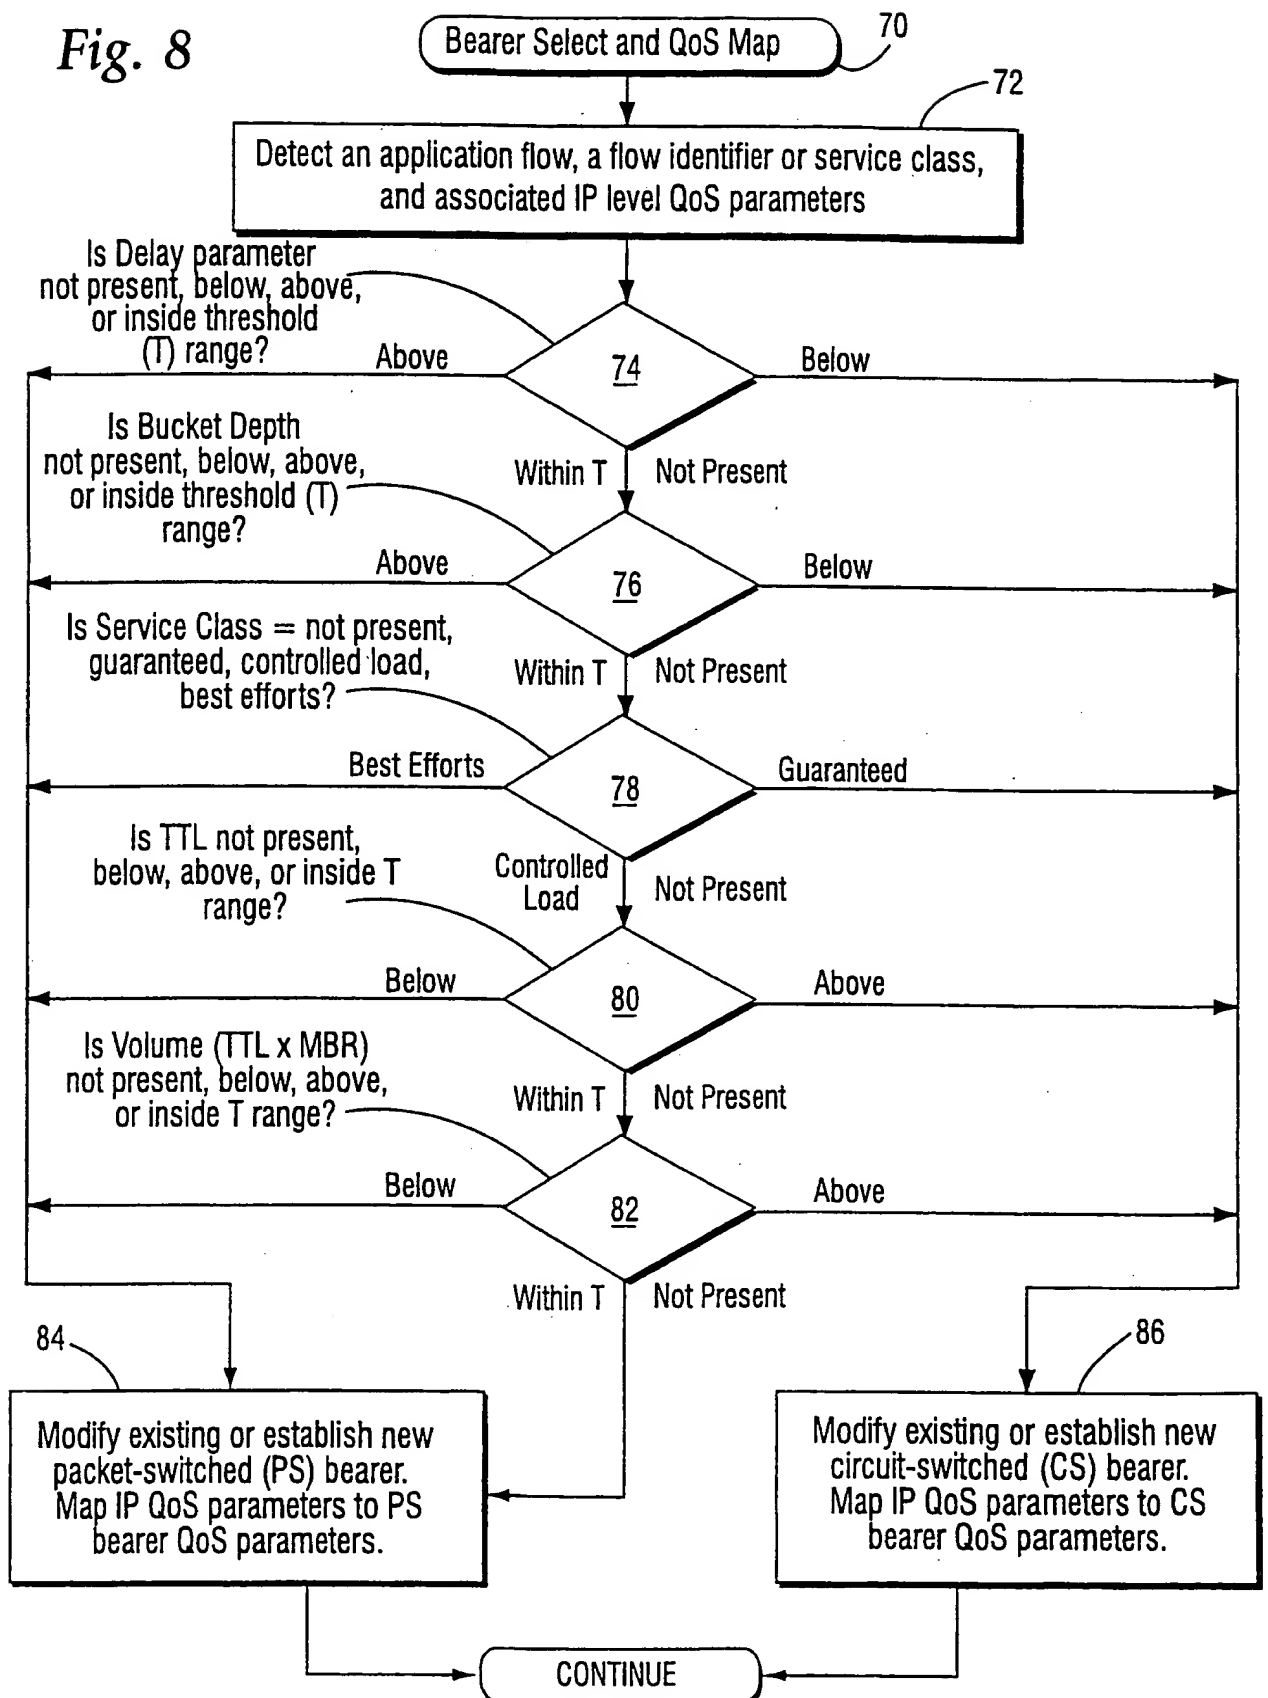 Fig. 8
Bearer Select and QoS Map
70
72
Detect an application flow, a flow identifier or service class,
and associated IP level QoS parameters
Is Delay parameter
not present, below, above,
or inside threshold
(T) range?
Above
74
Below
Within T
Not Present
Is Bucket Depth
not present, below, above,
or inside threshold (T)
range?
Above
76
Below
Within T
Not Present
Is Service Class = not present,
guaranteed, controlled load,
best efforts?
Best Efforts
78
Guaranteed
Controlled
Load
Not Present
Is TTL not present,
below, above, or inside T
range?
Below
80
Above
Within T
Not Present
Is Volume (TTL x MBR)
not present, below, above,
or inside T range?
Below
82
Above
Within T
Not Present
84
Modify existing or establish new
packet-switched (PS) bearer.
Map IP QoS parameters to PS
bearer QoS parameters.
86
Modify existing or establish new
circuit-switched (CS) bearer.
Map IP QoS parameters to CS
bearer QoS parameters.
CONTINUE